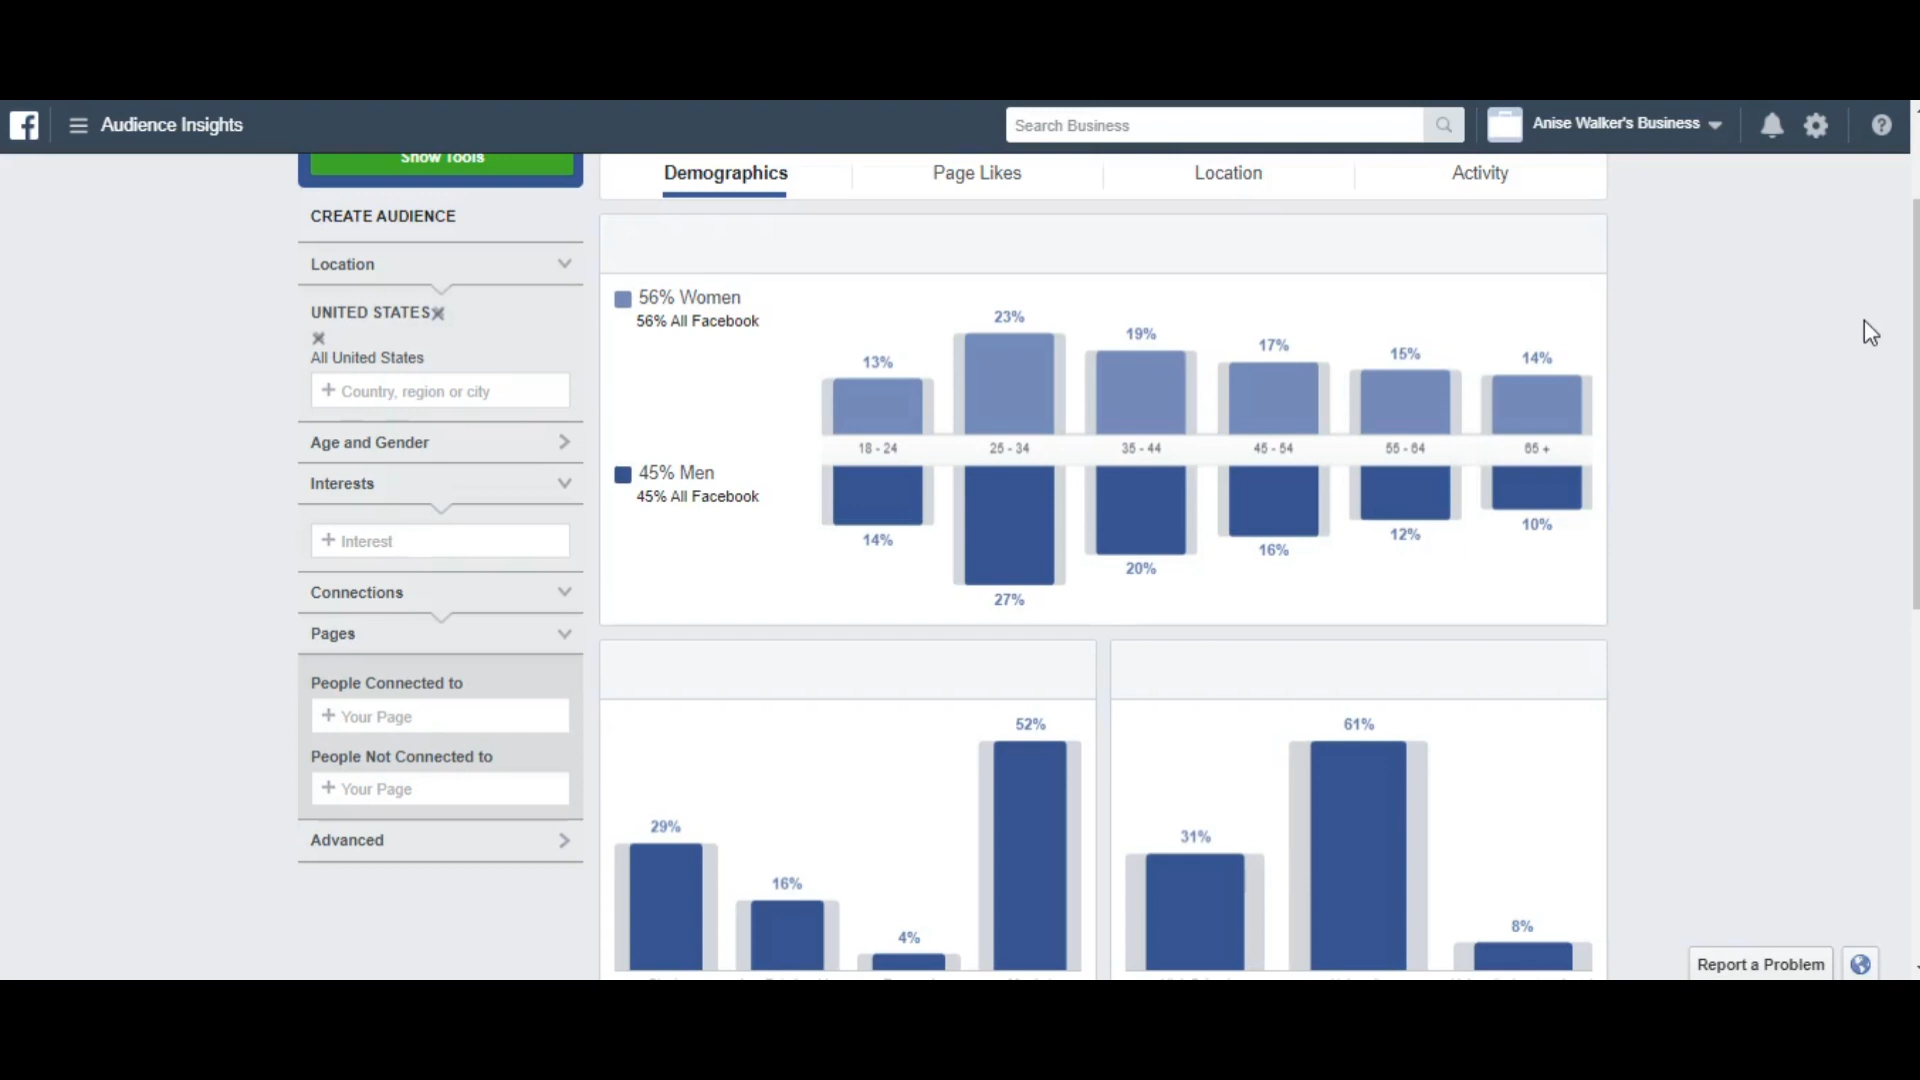 Audience Insights
Search Business
Anise Walker's Business
Show Tools
Demographics
Page Likes
Location
Activity
CREATE AUDIENCE
Location
UNITED STATES
All United States
+ Country, region or city
Age and Gender
Interests
+ Interest
Connections
Pages
People Connected to
+ Your Page
People Not Connected to
+ Your Page
Advanced
56% Women
56% All Facebook
13%
23%
19%
17%
15%
14%
18 - 24
25 - 34
35 - 44
45 - 54
55 - 64
65 +
45% Men
45% All Facebook
14%
27%
20%
16%
12%
10%
29%
16%
4%
52%
31%
61%
8%
Report a Problem